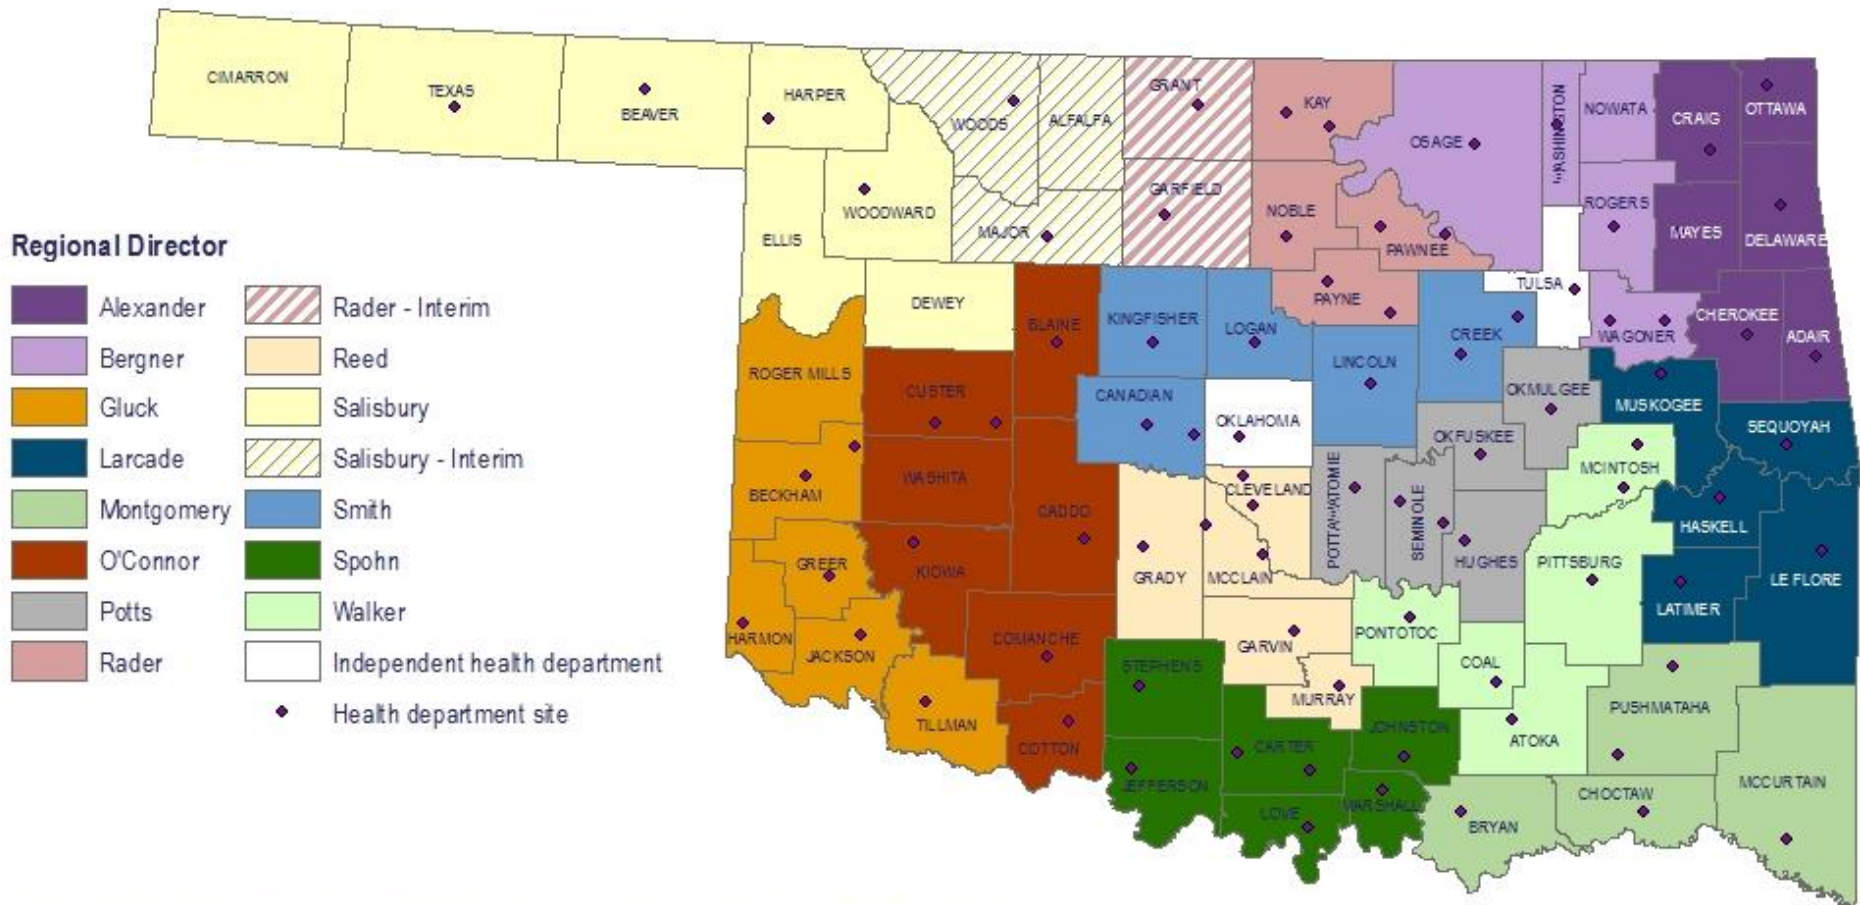 CIMARRON
TEXAS
BEAVER
HARPER
WOODS
ALFALFA
GRANT
KAY
OSAGE
WASHINGTON
NOWATA
CRAIG
OTTAWA
ELLIS
WOODWARD
MAJOR
GARFIELD
NOBLE
PAWNEE
ROGERS
MAYES
DELAWARE
DEWEY
BLAINE
KINGFISHER
LOGAN
PAYNE
LINCOLN
CREEK
TULSA
WAGONER
CHEROKEE
ADAIR
ROGER MILLS
CUSTER
CANADIAN
OKLAHOMA
OKMULGEE
OKFUSKEE
MUSKOGEE
SEQUOYAH
BECKHAM
WASHITA
CADDO
CLEVELAND
POTTAWATOMIE
SEMINOLE
HUGHES
MCINTOSH
HASKELL
GREER
KIOWA
GRADY
MCCLAIN
PITTSBURG
LATIMER
LE FLORE
HARMON
JACKSON
COMANCHE
GARVIN
PONTOTOC
COAL
TILLMAN
COTTON
STEPHENS
MURRAY
JOHNSTON
ATOKA
PUSHMATAHA
JEFFERSON
CARTER
LOVE
MARSHALL
BRYAN
CHOCTAW
MCCURTAIN
Regional Director
Alexander
Bergner
Gluck
Larcade
Montgomery
O'Connor
Potts
Rader
Rader - Interim
Reed
Salisbury
Salisbury - Interim
Smith
Spohn
Walker
Independent health department
Health department site